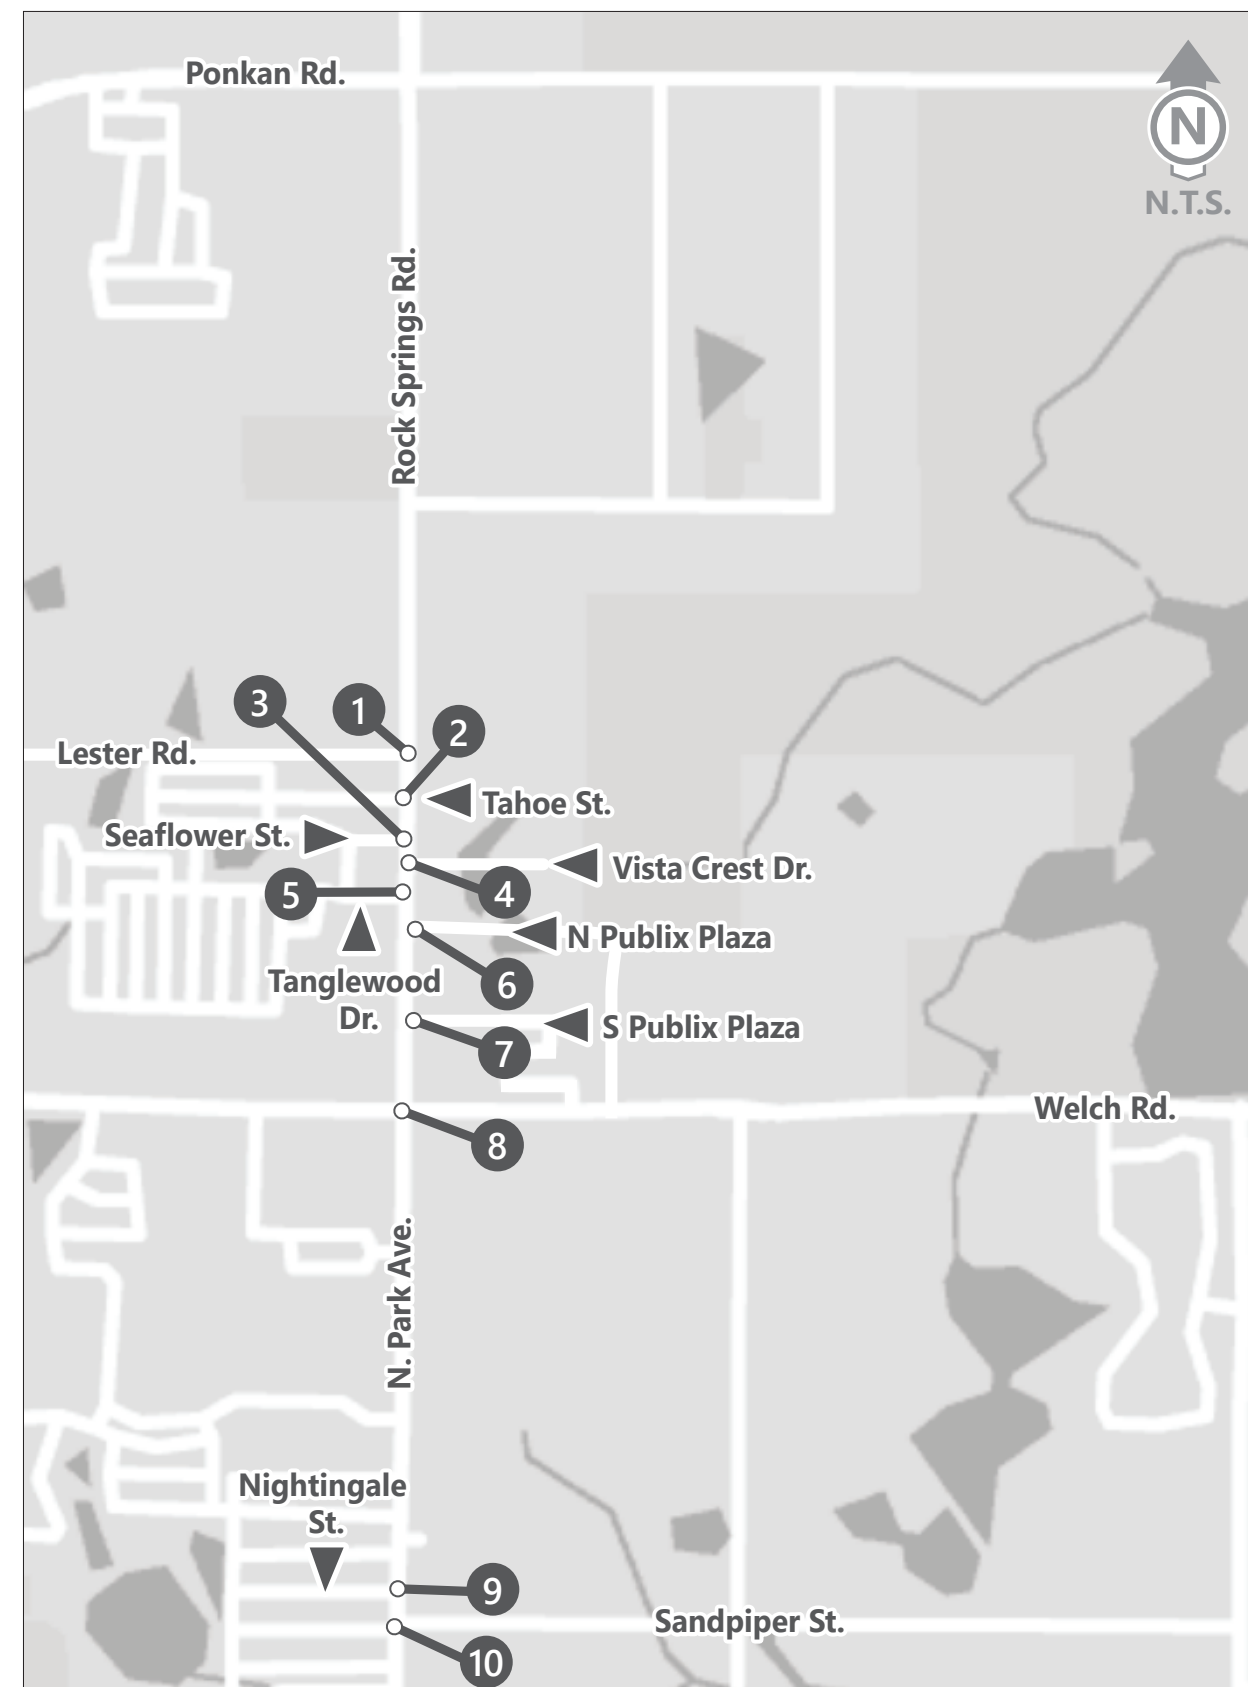 Ponkan Rd.
N
N.T.S.
Rock Springs Rd.
3
1
2
Lester Rd.
Tahoe St.
Seaflower St.
Vista Crest Dr.
5
4
N Publix Plaza
Tanglewood
Dr.
6
S Publix Plaza
7
Welch Rd.
8
N. Park Ave.
Nightingale
St.
9
Sandpiper St.
10